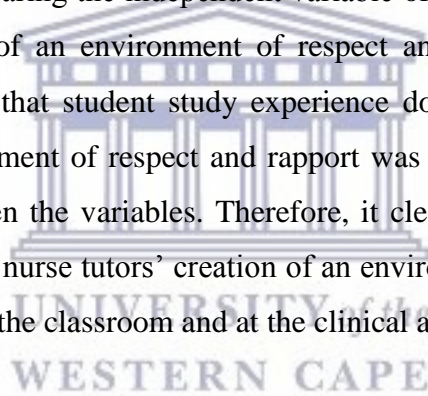 aring the independent variable of
of an environment of respect an
that student study experience do
ment of respect and rapport was
en the variables. Therefore, it cle
nurse tutors' creation of an enviro
UNIVERSITY of the
the classroom and at the clinical a
WESTERN CAPE